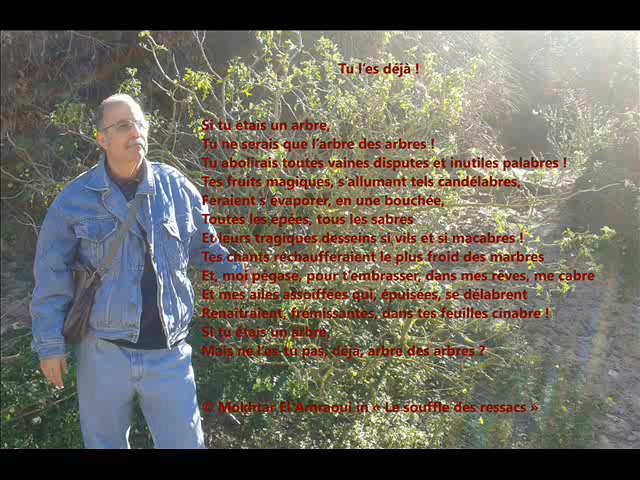 Tu l'es déjà !
Si tu étais un arbre,
Tu ne serais que l'arbre des arbres !
Tu abolirais toutes vaines disputes et inutiles palabres !
Tes fruits magiques, s'allumant tels candélabres,
Feraient s'évaporer, en une bouchée,
Toutes les épées, tous les sabres
Et leurs tragiques desseins si vils et si macabres !
Tes chants réchaufferaient le plus froid des marbres
Et, moi pégase, pour t'embrasser, dans mes rêves, me cabre
Et mes ailes assoiffées qui, épuisées, se délabrent
Renaîtraient, frémissantes, dans tes feuilles cinabre !
Si tu étais un arbre,
Mais ne l'es-tu pas, déjà, arbre des arbres ?
© Mokhtar El Amraoui in « Le souffle des ressacs »